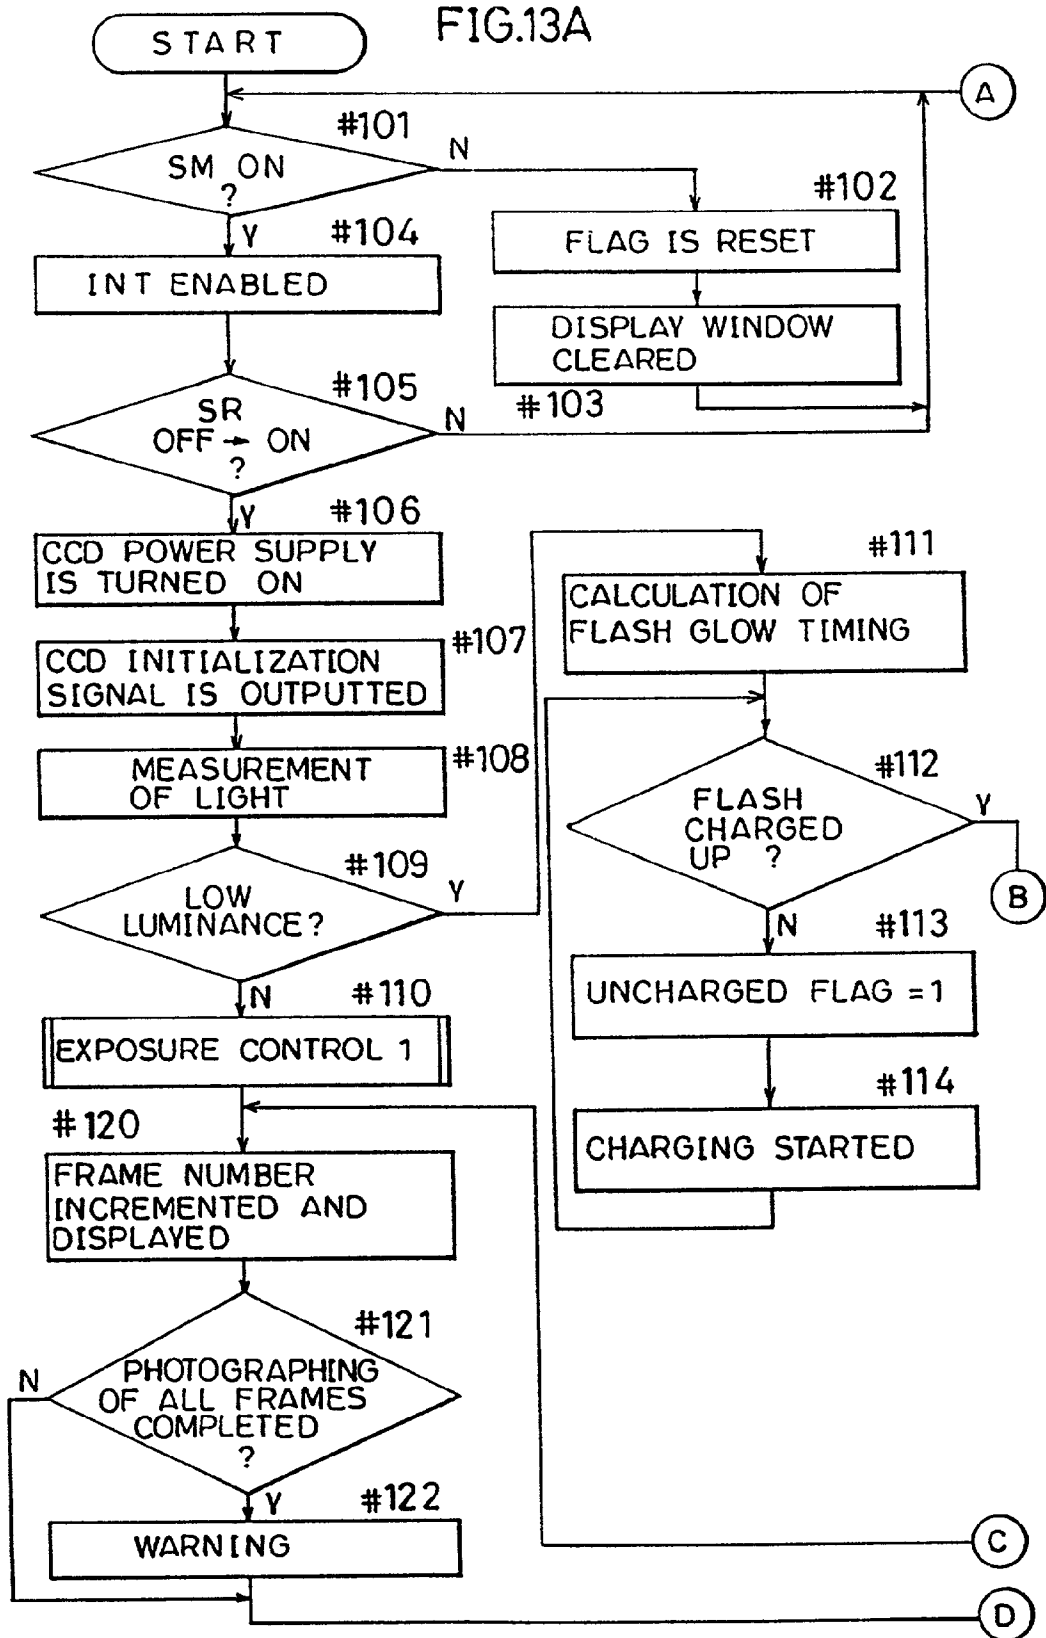 FIG.13A
START
A
#101
SM ON
?
N
Y
#102
FLAG IS RESET
#104
INT ENABLED
DISPLAY WINDOW
CLEARED
#103
#105
SR
OFF → ON
?
N
Y
#106
CCD POWER SUPPLY
IS TURNED ON
#107
CCD INITIALIZATION
SIGNAL IS OUTPUTTED
#108
MEASUREMENT
OF LIGHT
#109
LOW
LUMINANCE?
Y
N
#110
EXPOSURE CONTROL 1
#111
CALCULATION OF
FLASH GLOW TIMING
#112
FLASH
CHARGED
UP ?
Y
B
N
#113
UNCHARGED FLAG =1
#114
CHARGING STARTED
#120
FRAME NUMBER
INCREMENTED AND
DISPLAYED
#121
PHOTOGRAPHING
OF ALL FRAMES
COMPLETED
?
N
Y
#122
WARNING
C
D